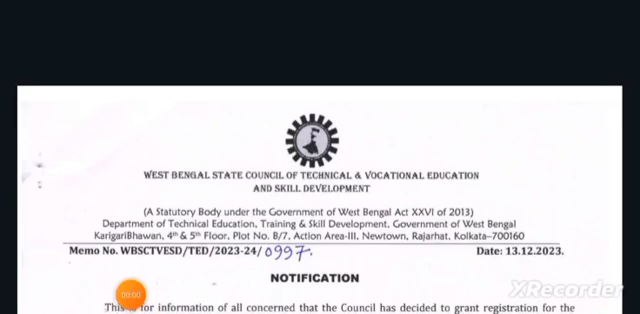 WEST BENGAL STATE COUNCIL OF TECHNICAL & VOCATIONAL EDUCATION
AND SKILL DEVELOPMENT
(A Statutory Body under the Government of West Bengal Act XXVI of 2013)
Department of Technical Education, Training & Skill Development, Government of West Bengal
KarigariBhawan, 4th & 5th Floor, Plot No. B/7, Action Area-III, Newtown, Rajarhat, Kolkata-700160
Memo No. WBSCTVESD/TED/2023-24/0997. Date: 13.12.2023.
NOTIFICATION
XRecorder
00:00
This for information of all concerned that the Council has decided to grant registration for the